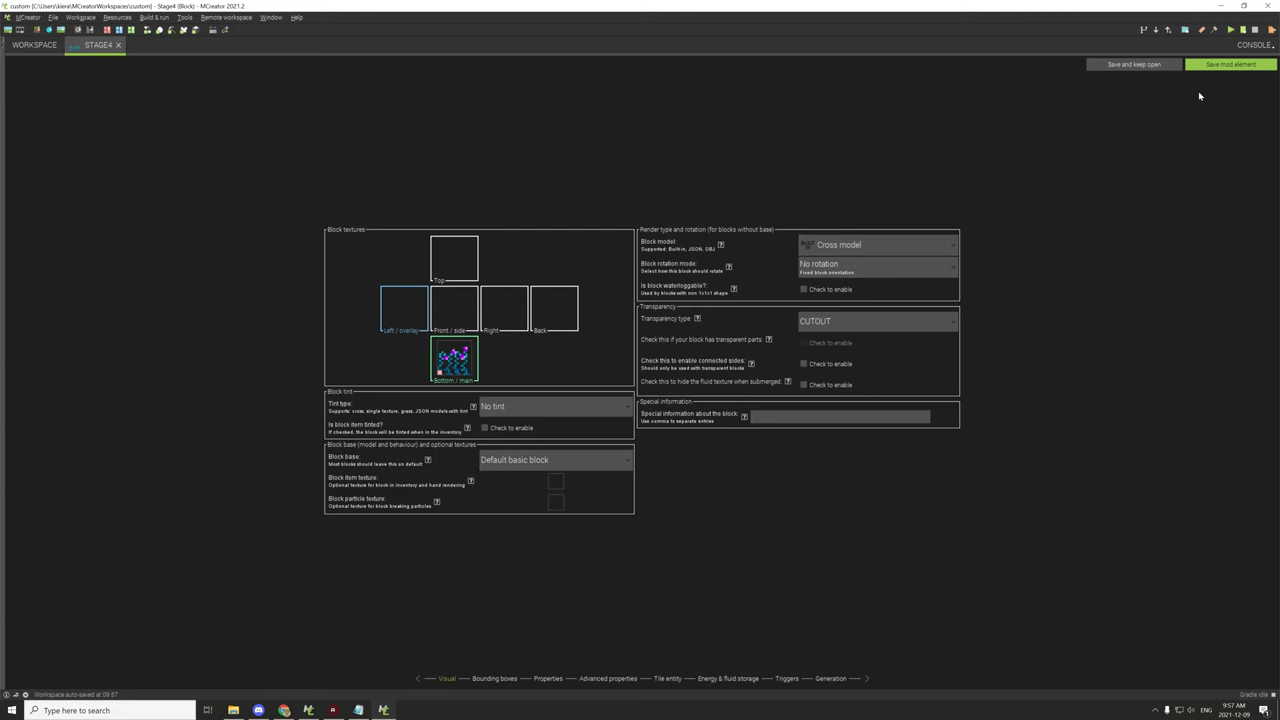 custom [C:\Users\kiera\MCreatorWorkspaces\custom] - Stage4 (Block) - MCreator 2021.2
MCreator File Workspace Resources Build & run Tools Remote workspace Window Help
WORKSPACE STAGE4 CONSOLE
Save and keep open Save mod element
Block textures
Top
Left / overlay Front / side Right Back
Bottom / main
Block tint
Tint type: No tint
Supports: cross, single texture, grass, JSON models with tint
Is block item tinted? Check to enable
If checked, the block will be tinted when in the inventory
Block base (model and behaviour) and optional textures
Block base: Default basic block
Most blocks should leave this on default
Block item texture:
Optional texture for block in inventory and hand rendering
Block particle texture:
Optional texture for block breaking particles
Render type and rotation (for blocks without base)
Block model: BUILT IN Cross model
Supported: Built-in, JSON, OBJ
Block rotation mode: No rotation
Select how this block should rotate Fixed block orientation
Is block waterloggable? Check to enable
Used by blocks with non 1x1x1 shape
Transparency
Transparency type: CUTOUT
Check this if your block has transparent parts: Check to enable
Check this to enable connected sides: Check to enable
Should only be used with transparent blocks
Check this to hide the fluid texture when submerged: Check to enable
Special information
Special information about the block:
Use comma to separate entries
Visual Bounding boxes Properties Advanced properties Tile entity Energy & fluid storage Triggers Generation
Workspace auto-saved at 09:57 Gradle idle
Type here to search ENG 9:57 AM
2021-12-09